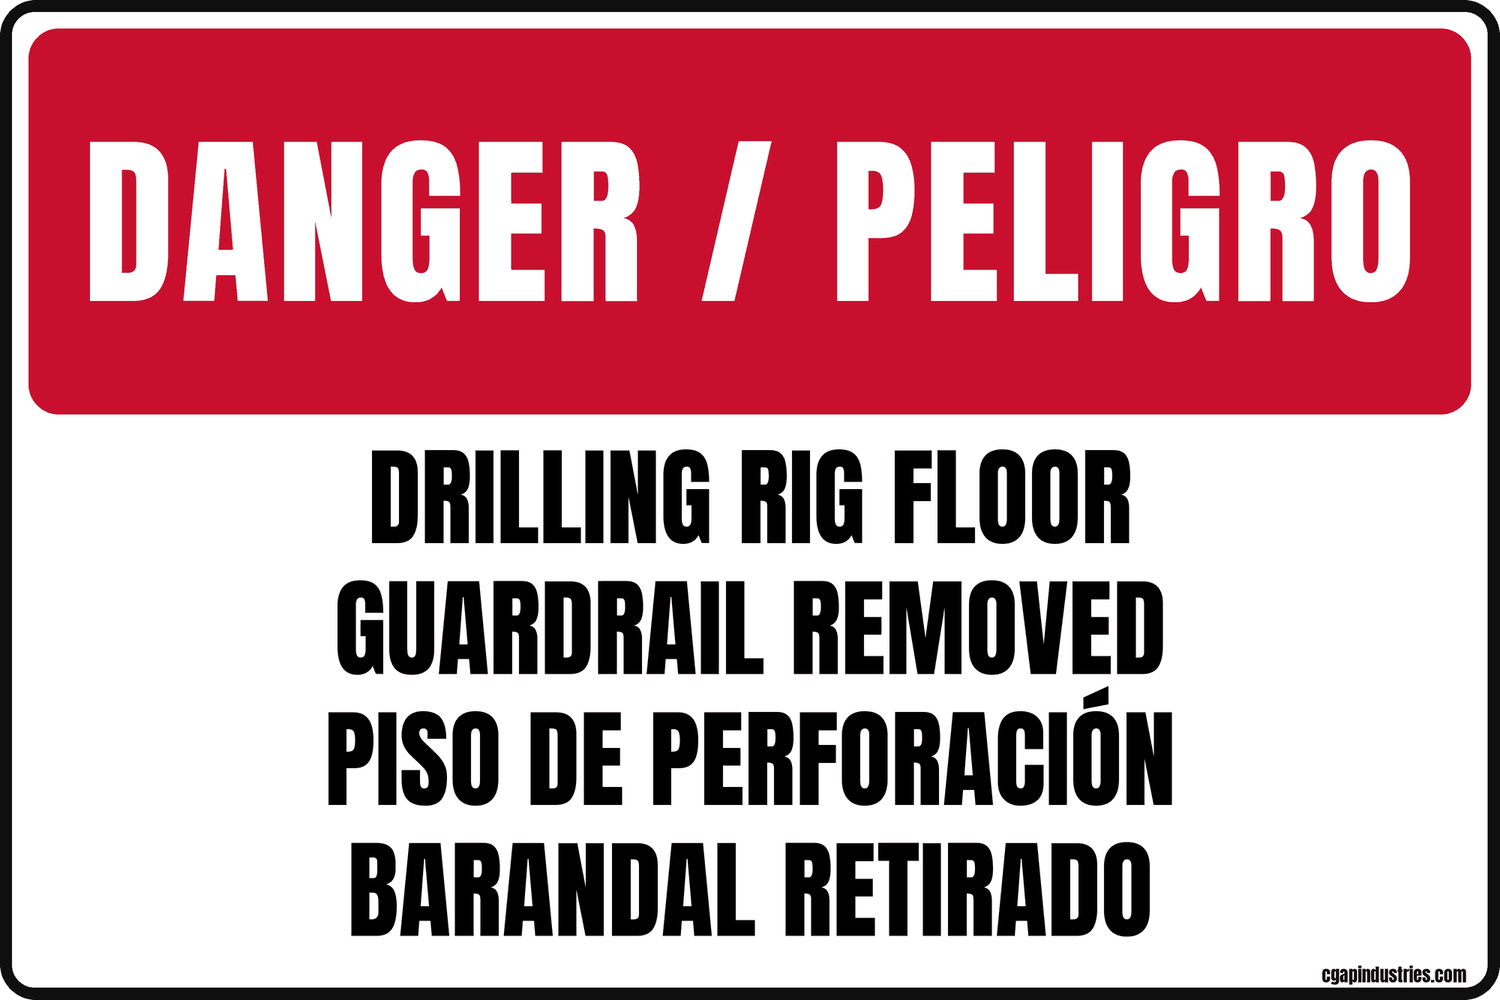 DANGER / PELIGRO
DRILLING RIG FLOOR
GUARDRAIL REMOVED
PISO DE PERFORACIÓN
BARANDAL RETIRADO
cgapindustries.com